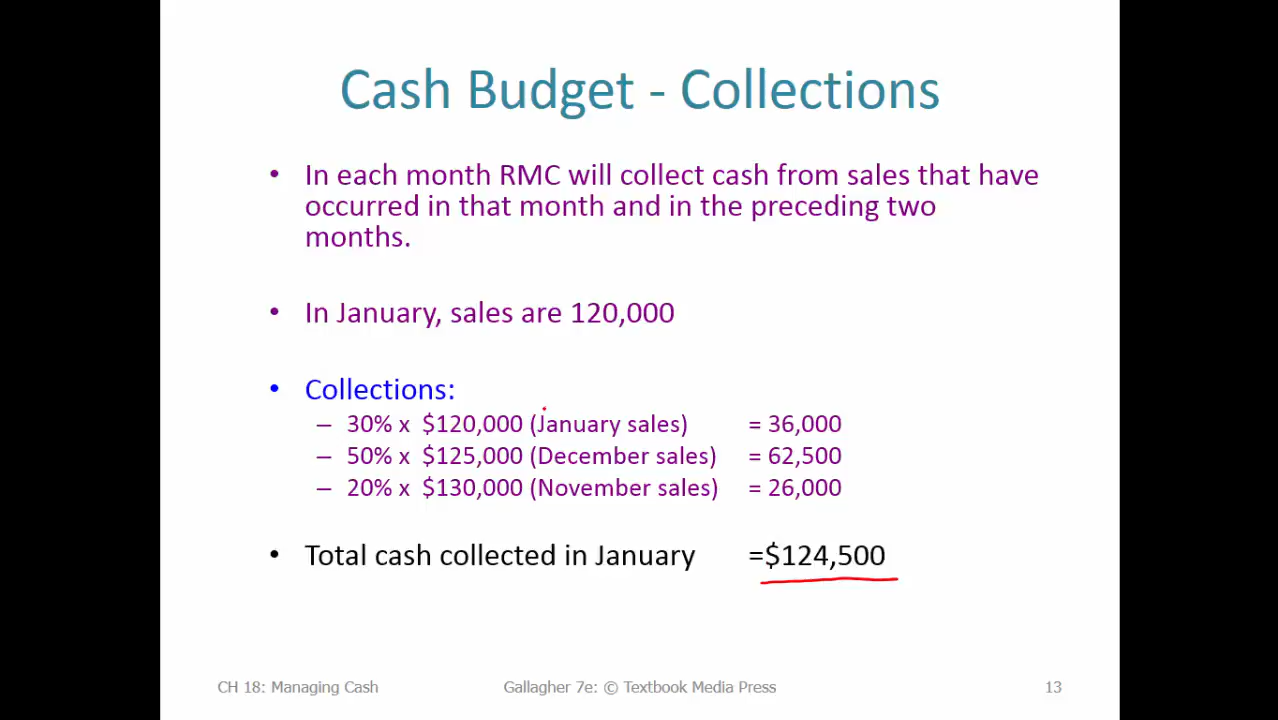 Cash Budget - Collections
• In each month RMC will collect cash from sales that have
occurred in that month and in the preceding two
months.
• In January, sales are 120,000
• Collections:
– 30% x $120,000 (January sales) = 36,000
– 50% x $125,000 (December sales) = 62,500
– 20% x $130,000 (November sales) = 26,000
• Total cash collected in January =$124,500
CH 18: Managing Cash Gallagher 7e: © Textbook Media Press 13